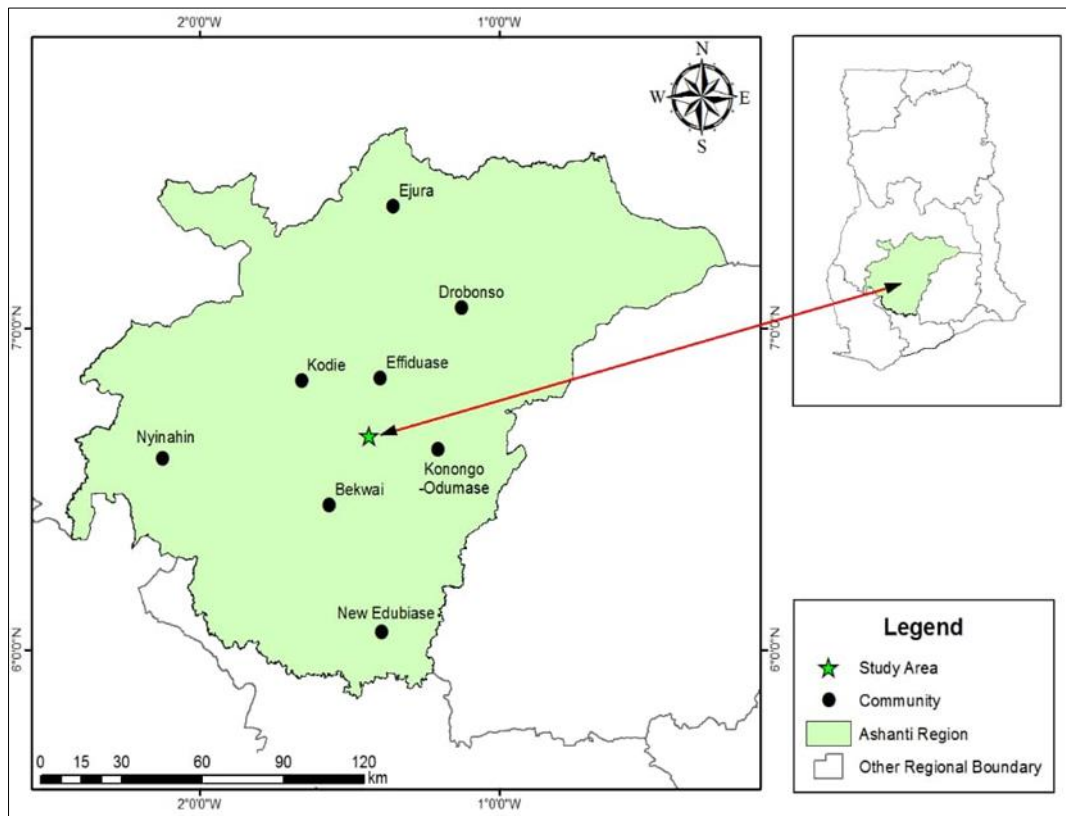 2°0'0"W
1°0'0"W
N
W
E
S
Ejura
Drobonso
7°0'0"N
7°0'0"N
Kodie
Effiduase
Nyinahin
Konongo
-Odumase
Bekwai
New Edubiase
6°0'0"N
6°0'0"N
Legend
Study Area
Community
Ashanti Region
Other Regional Boundary
0 15 30 60 90 120
km
2°0'0"W
1°0'0"W